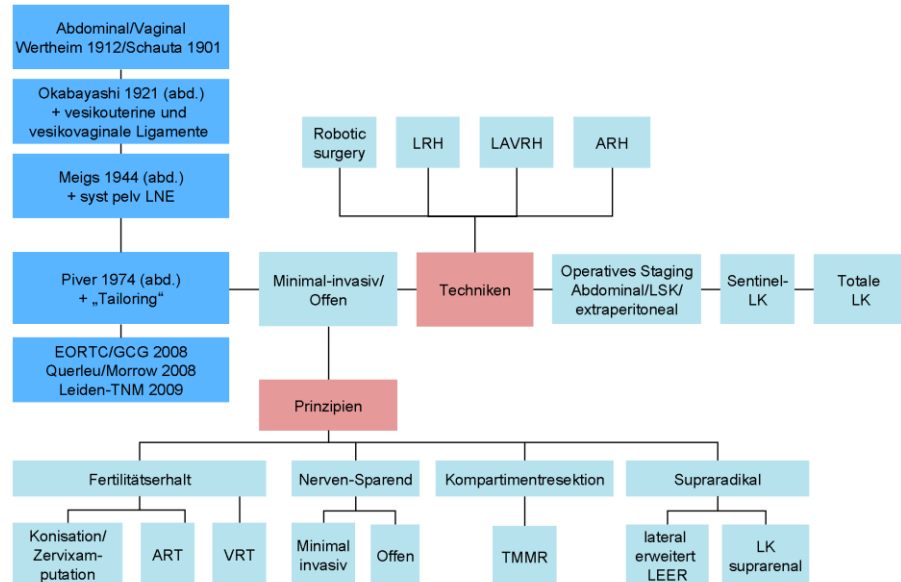 Abdominal/Vaginal
Wertheim 1912/Schauta 1901
Okabayashi 1921 (abd.)
+ vesikouterine und
vesikovaginale Ligamente
Meigs 1944 (abd.)
+ syst pelv LNE
Piver 1974 (abd.)
+ „Tailoring“
EORTC/GCG 2008
Querleu/Morrow 2008
Leiden-TNM 2009
Robotic
surgery
LRH
LAVRH
ARH
Minimal-invasiv/
Offen
Techniken
Operatives Staging
Abdominal/LSK/
extraperitoneal
Sentinel-
LK
Totale
LK
Prinzipien
Fertilitätserhalt
Nerven-Sparend
Kompartimentresektion
Supraradikal
Konisation/
Zervixam-
putation
ART
VRT
Minimal
invasiv
Offen
TMMR
lateral
erweitert
LEER
LK
suprarenal